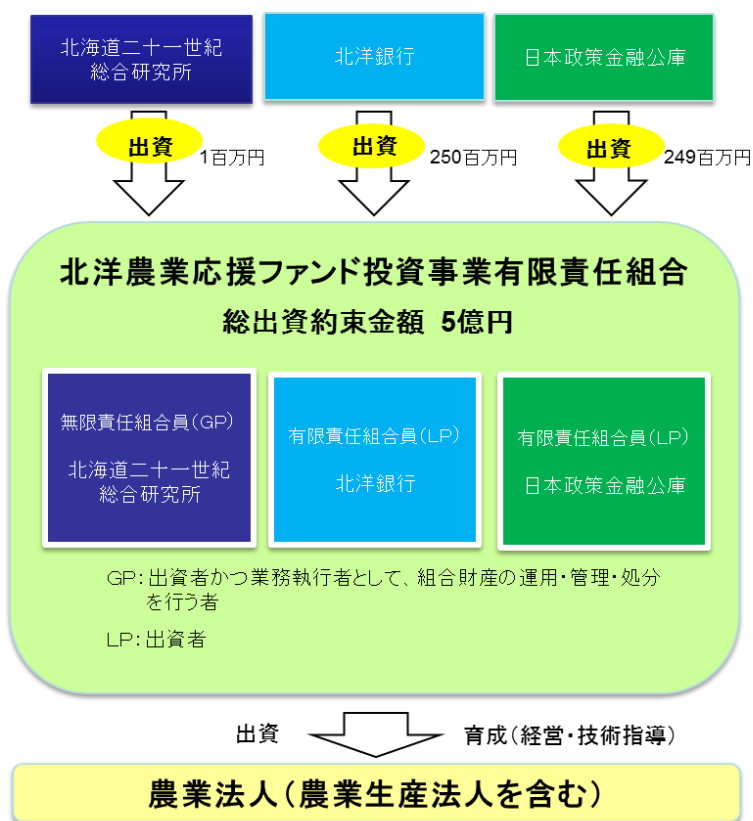 北海道二十一世紀
総合研究所
北洋銀行
日本政策金融公庫
出資
1百万円
出資
250百万円
出資
249百万円
北洋農業応援ファンド投資事業有限責任組合
総出資約束金額 5億円
無限責任組合員(GP)
北海道二十一世紀
総合研究所
有限責任組合員(LP)
北洋銀行
有限責任組合員(LP)
日本政策金融公庫
GP:出資者かつ業務執行者として、組合財産の運用・管理・処分
を行う者
LP:出資者
出資
育成(経営・技術指導)
農業法人(農業生産法人を含む)